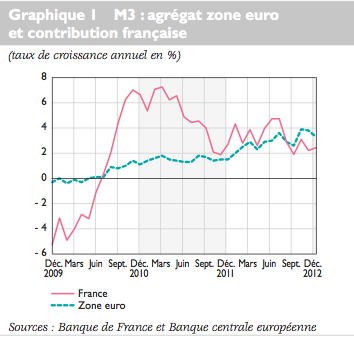 Graphique 1 M3 : agrégat zone euro
et contribution française
(taux de croissance annuel en %)
8
6
4
2
0
- 2
- 4
- 6
Déc. Mars Juin Sept. Déc. Mars Juin Sept. Déc. Mars Juin Sept. Déc.
2009 2010 2011 2012
France
Zone euro
Sources : Banque de France et Banque centrale européenne